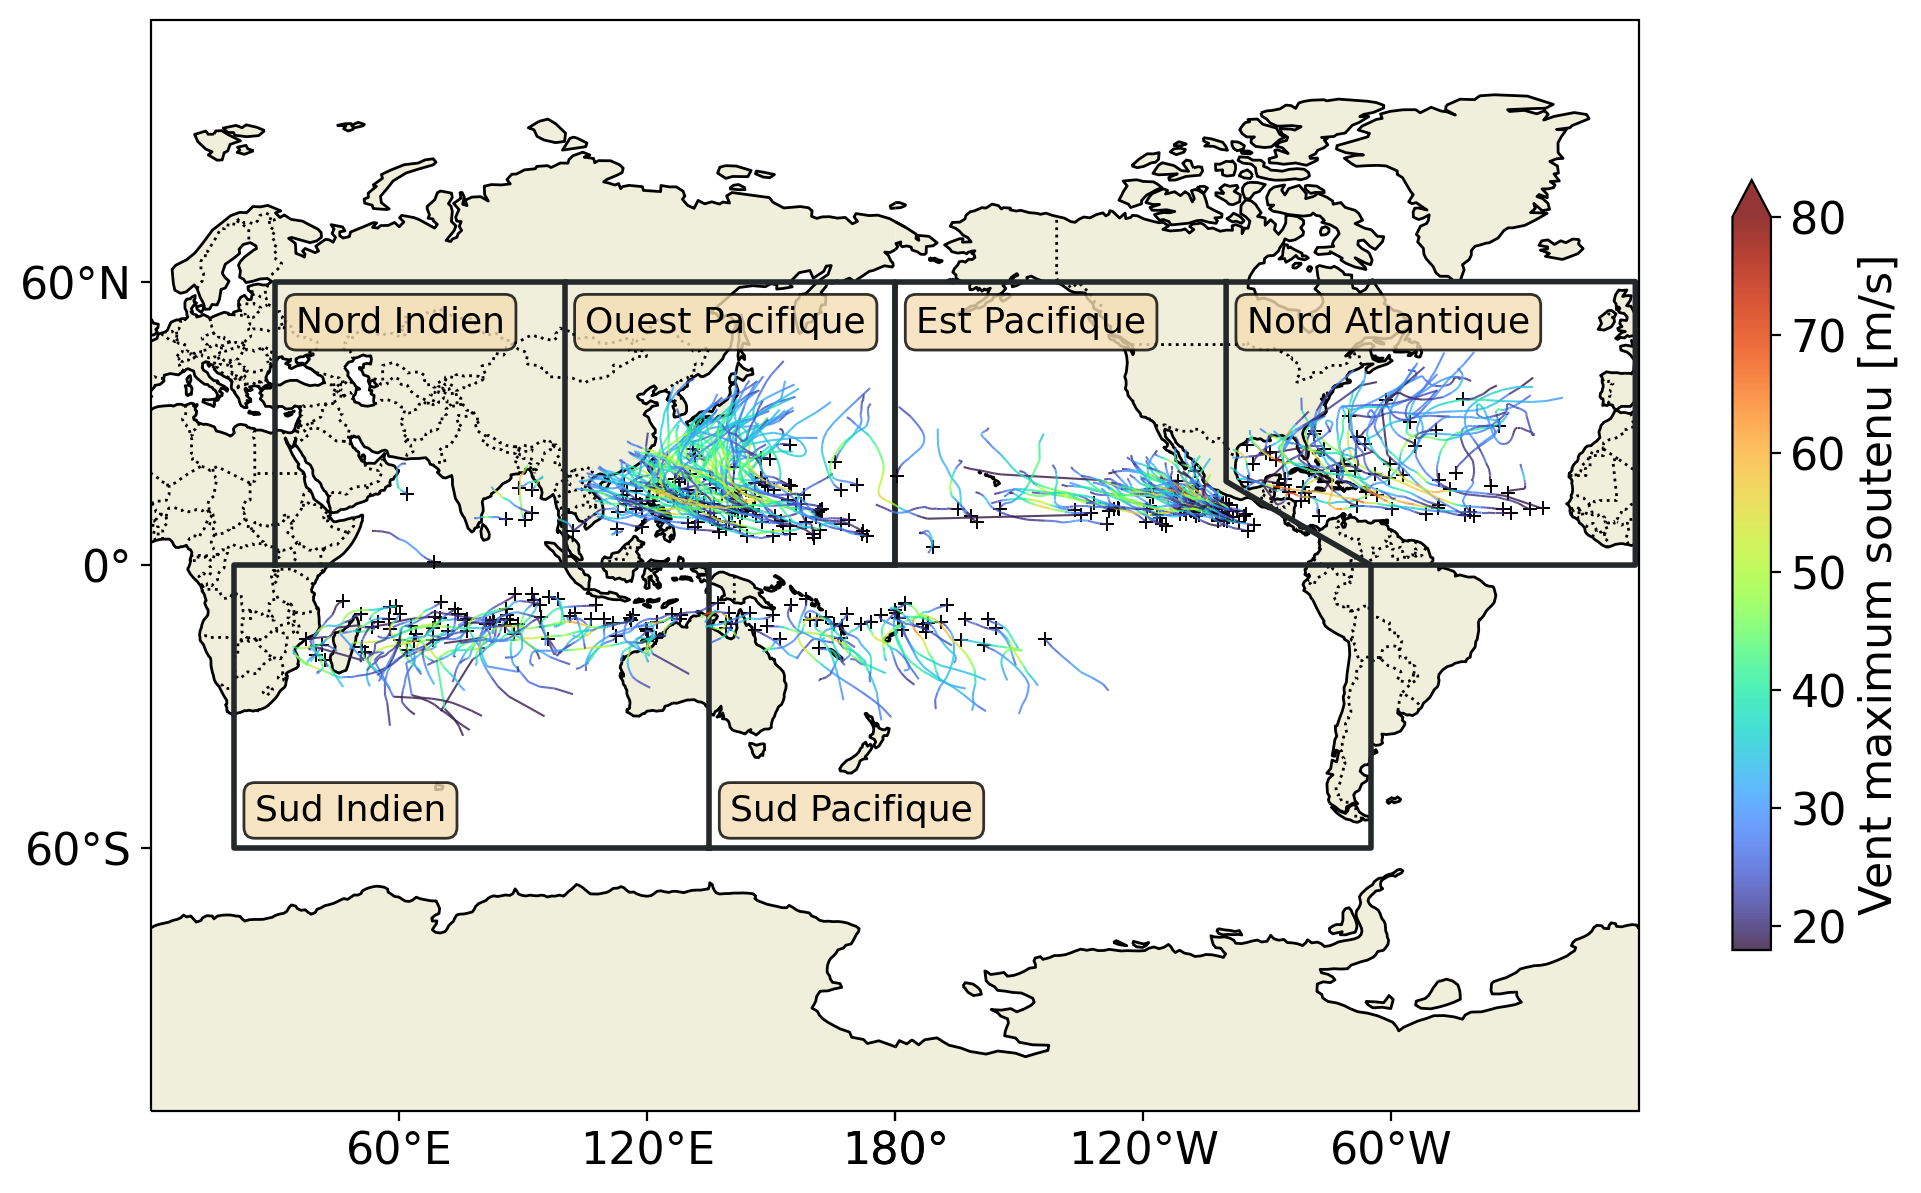 60°N
0°
60°S
Nord Indien
Ouest Pacifique
Est Pacifique
Nord Atlantique
Sud Indien
Sud Pacifique
60°E
120°E
180°
120°W
60°W
80
70
60
50
40
30
20
Vent maximum soutenu [m/s]